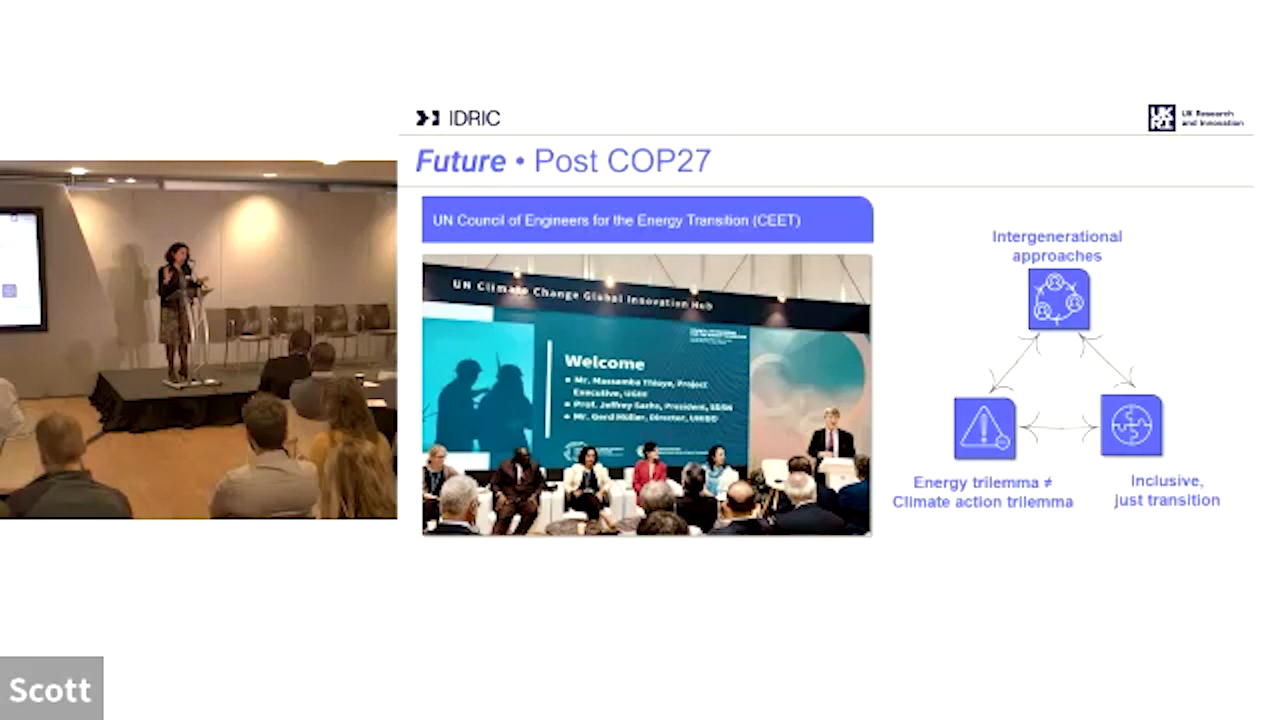 IDRIC
UK
RI
UK Research
and Innovation
Future • Post COP27
UN Council of Engineers for the Energy Transition (CEET)
UN Climate Change Global Innovation Hub
Welcome
Mr. Massamba Thioye, Project
Executive, UGIH
Prof. Jeffrey Sachs, President, SDSN
Mr. Gerd Müller, Director, UNIDO
Intergenerational
approaches
Energy trilemma ≠
Climate action trilemma
Inclusive,
just transition
Scott